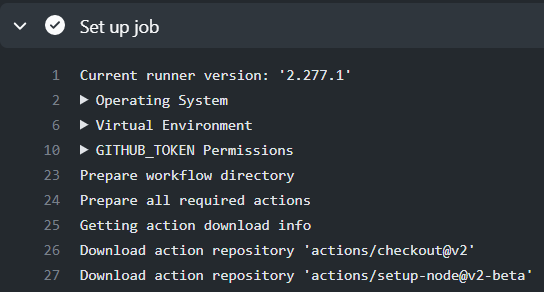 Set up job
1 Current runner version: '2.277.1'
2 ▶ Operating System
6 ▶ Virtual Environment
10 ▶ GITHUB_TOKEN Permissions
23 Prepare workflow directory
24 Prepare all required actions
25 Getting action download info
26 Download action repository 'actions/checkout@v2'
27 Download action repository 'actions/setup-node@v2-beta'